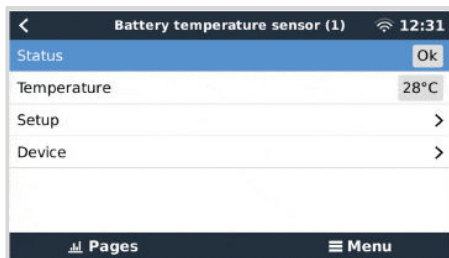 Battery temperature sensor (1) 12:31
Status Ok
Temperature 28°C
Setup
Device
Pages Menu